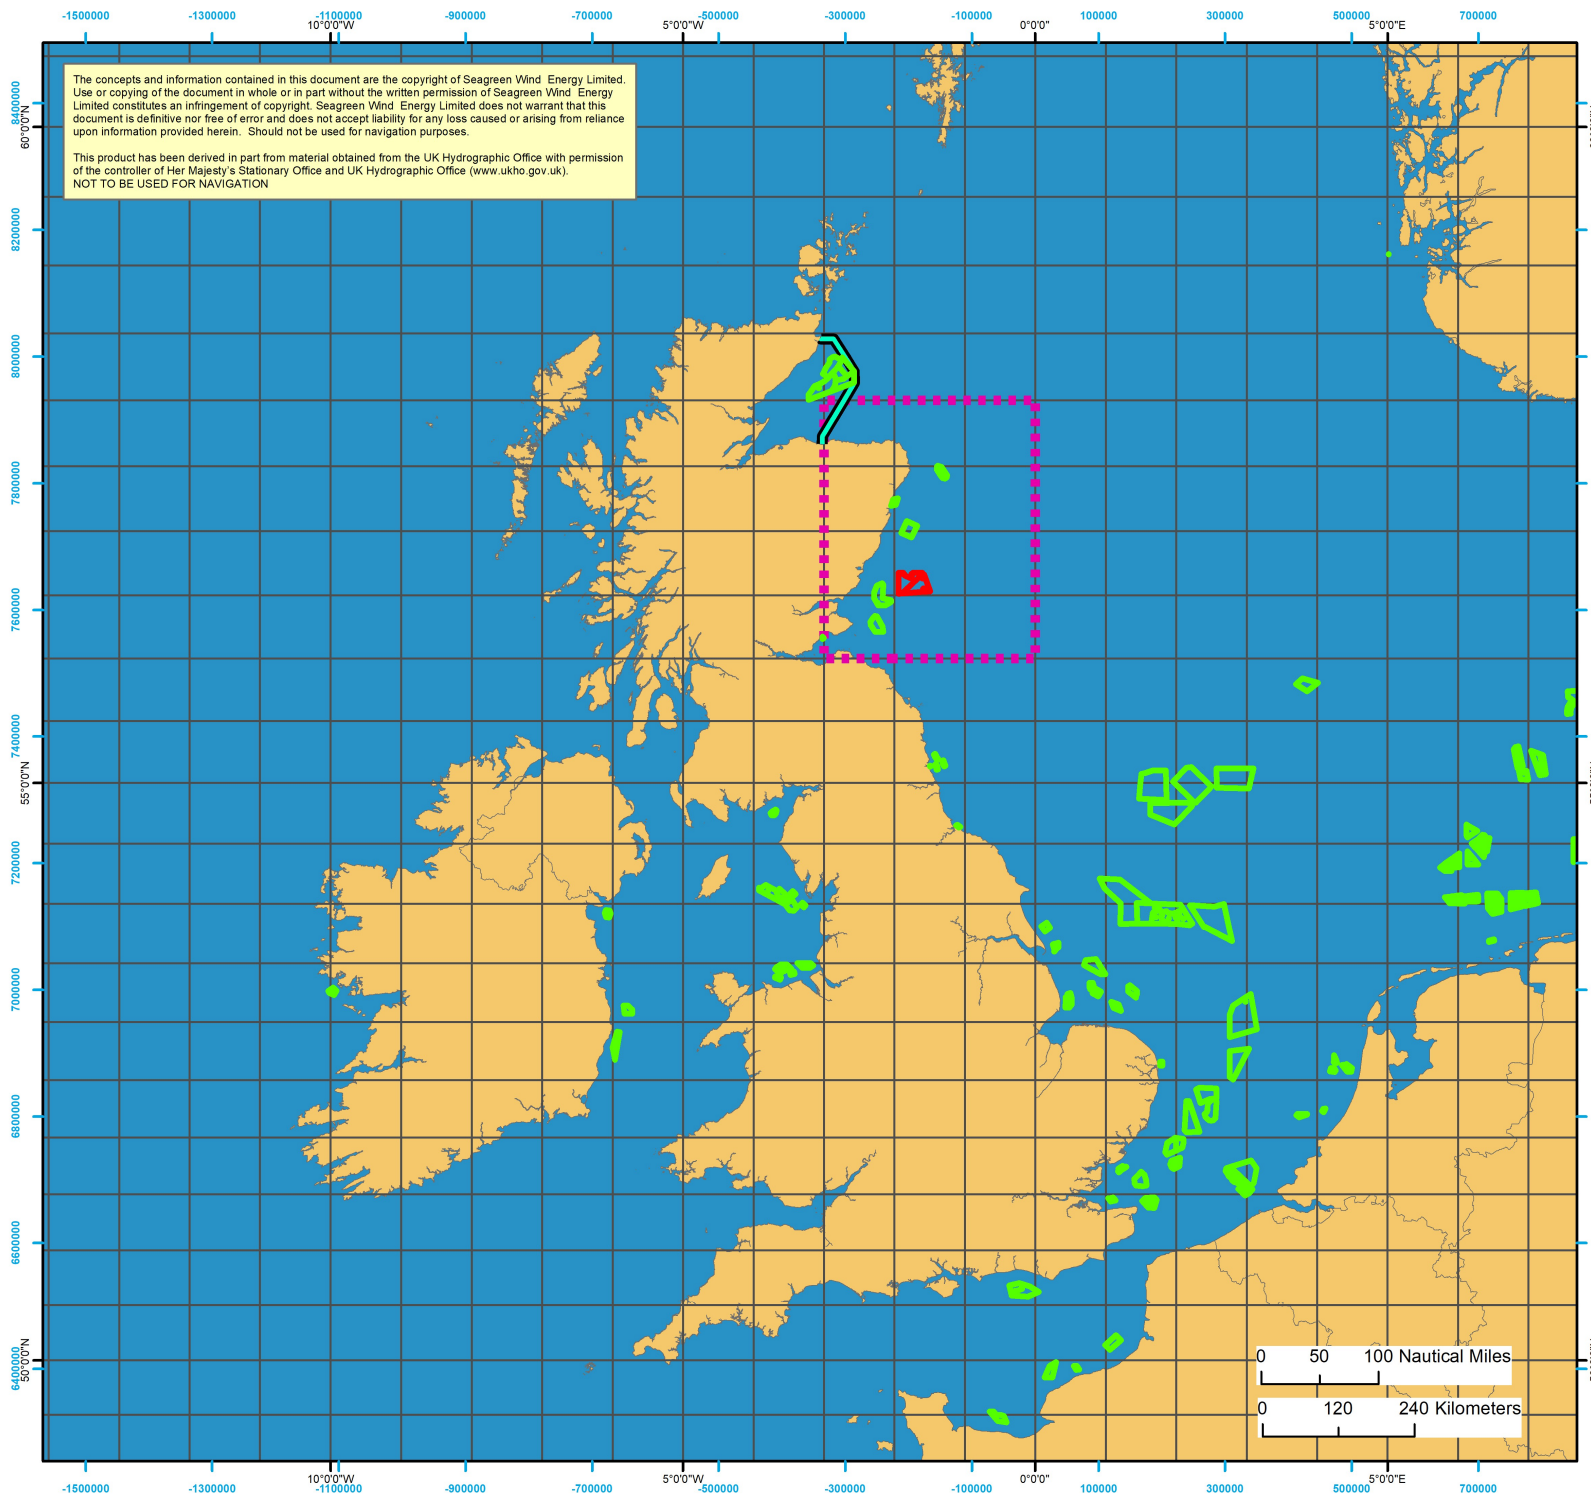 -1500000 -1300000 -1100000 -900000 -700000 -500000 -300000 -100000 100000 300000 500000 700000
10°0'0"W 5°0'0"W 0°0'0" 5°0'0"E
The concepts and information contained in this document are the copyright of Seagreen Wind Energy Limited.
Use or copying of the document in whole or in part without the written permission of Seagreen Wind Energy
Limited constitutes an infringement of copyright. Seagreen Wind Energy Limited does not warrant that this
document is definitive nor free of error and does not accept liability for any loss caused or arising from reliance
upon information provided herein. Should not be used for navigation purposes.
This product has been derived in part from material obtained from the UK Hydrographic Office with permission
of the controller of Her Majesty's Stationary Office and UK Hydrographic Office (www.ukho.gov.uk).
NOT TO BE USED FOR NAVIGATION
8400000
60°0'0"N
8200000
8000000
7800000
7600000
7400000
55°0'0"N
7200000
7000000
6800000
6600000
50°0'0"N
6400000
0 50 100 Nautical Miles
0 120 240 Kilometers
10°0'0"W 5°0'0"W 0°0'0" 5°0'0"E
-1500000 -1300000 -1100000 -900000 -700000 -500000 -300000 -100000 100000 300000 500000 700000